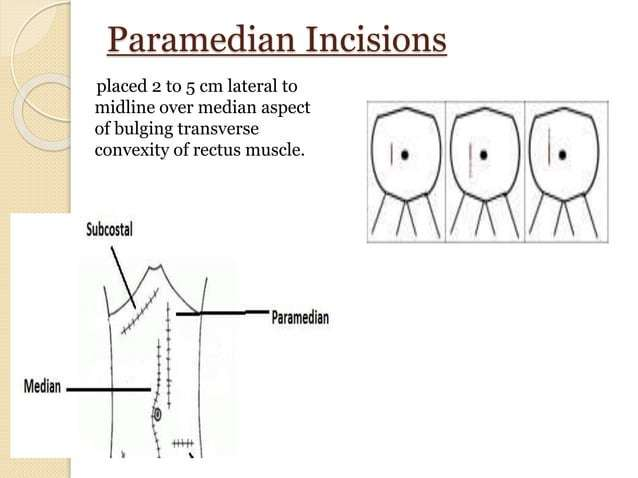 Paramedian Incisions
placed 2 to 5 cm lateral to
midline over median aspect
of bulging transverse
convexity of rectus muscle.
Subcostal
Paramedian
Median